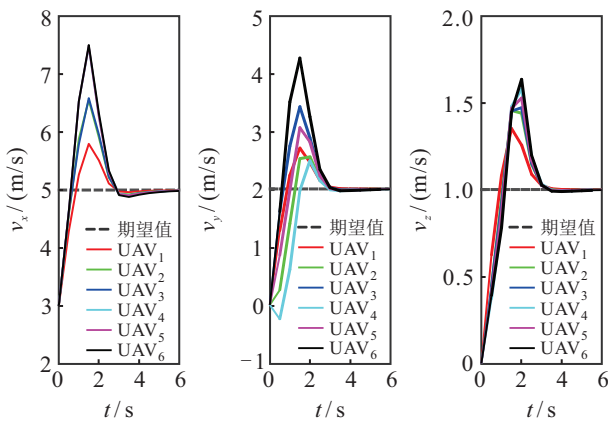 8
7
6
5
4
3
2
v_x/(m/s)
期望值
UAV₁
UAV₂
UAV₃
UAV₄
UAV₅
UAV₆
0 2 4 6
t/s
5
4
3
2
1
0
−1
v_y/(m/s)
期望值
UAV₁
UAV₂
UAV₃
UAV₄
UAV₅
UAV₆
0 2 4 6
t/s
2.0
1.5
1.0
0.5
0
v_z/(m/s)
期望值
UAV₁
UAV₂
UAV₃
UAV₄
UAV₅
UAV₆
0 2 4 6
t/s